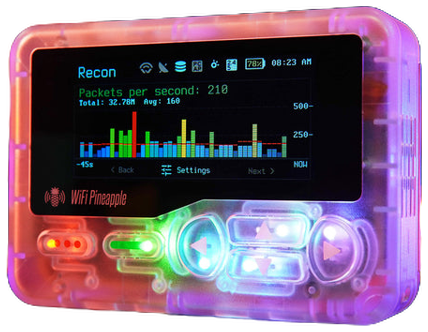 Recon 78% 08:23 AM
Packets per second: 210
Total: 32.78M Avg: 160
500-
250-
-45s NOW
< Back Settings Next >
WiFi Pineapple